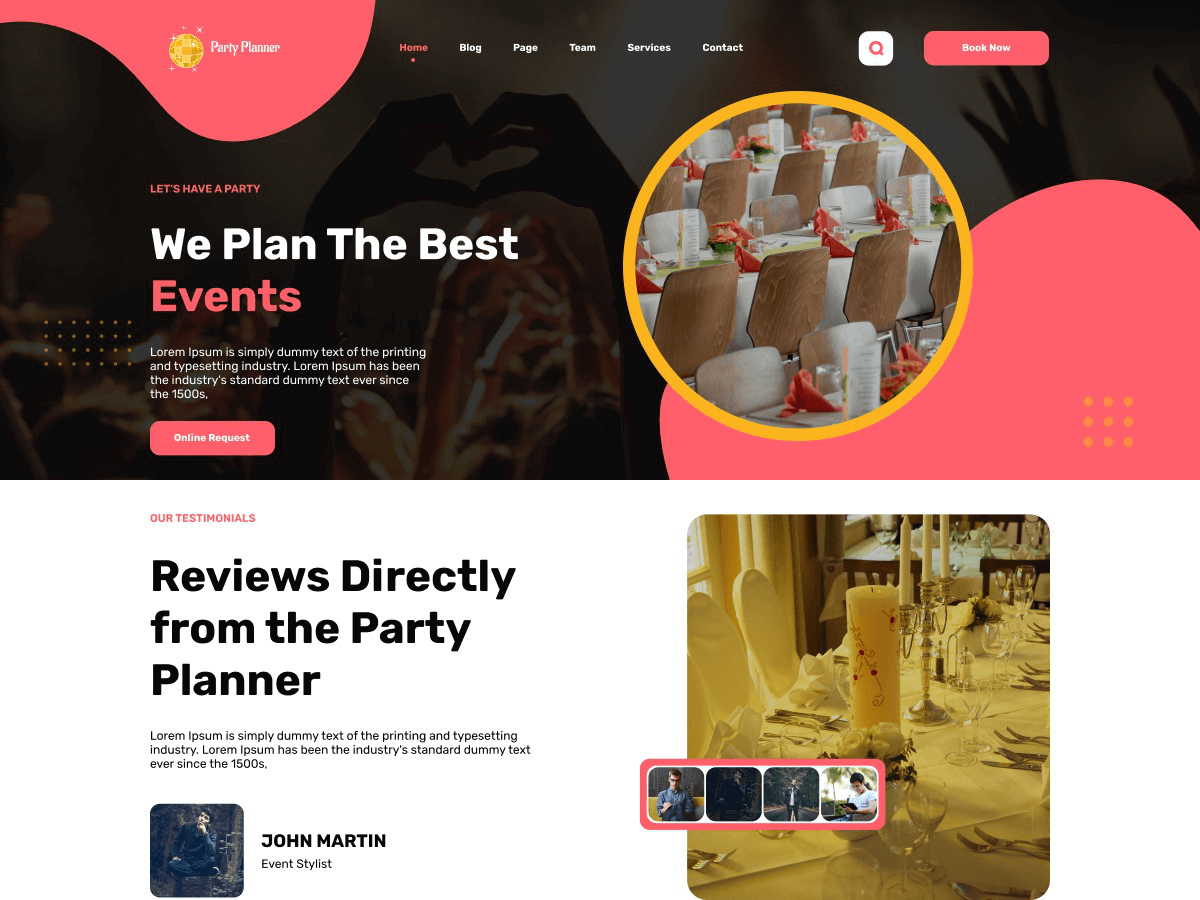 Party Planner
Home Blog Page Team Services Contact
Book Now
LET'S HAVE A PARTY
We Plan The Best
Events
Lorem Ipsum is simply dummy text of the printing
and typesetting industry. Lorem Ipsum has been
the industry's standard dummy text ever since
the 1500s,
Online Request
OUR TESTIMONIALS
Reviews Directly
from the Party
Planner
Lorem Ipsum is simply dummy text of the printing and typesetting
industry. Lorem Ipsum has been the industry's standard dummy text
ever since the 1500s,
JOHN MARTIN
Event Stylist